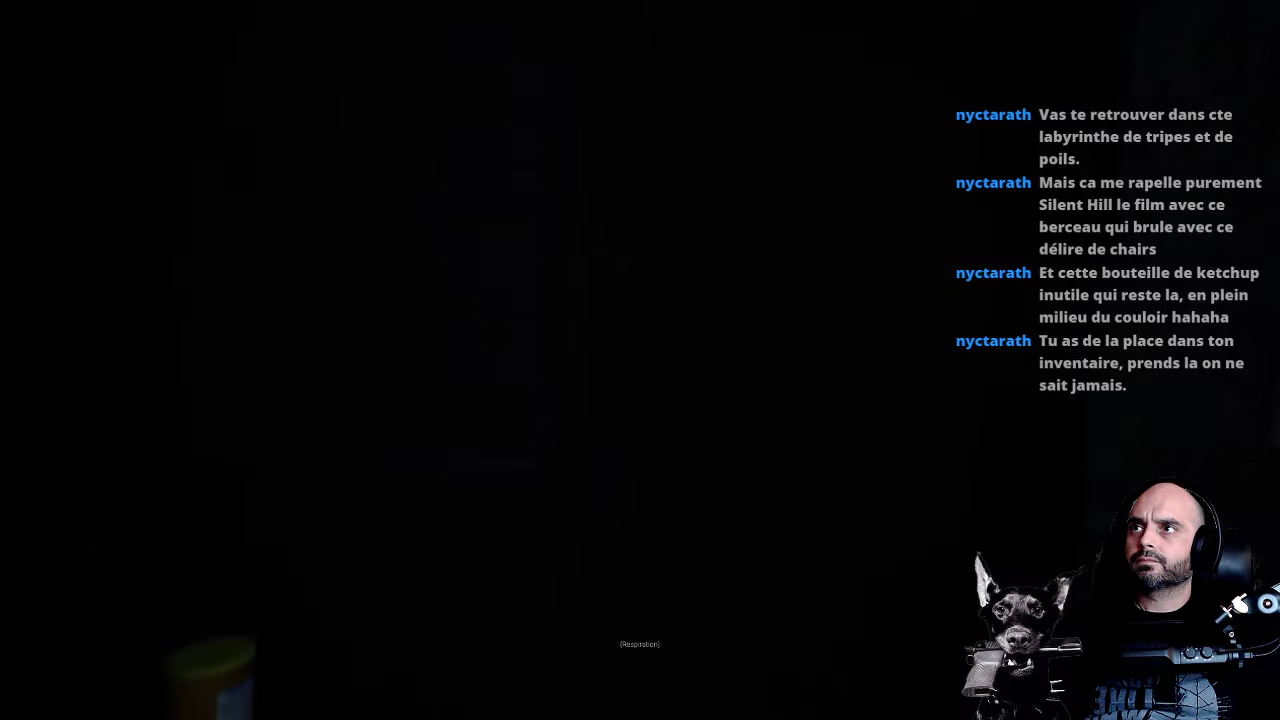 nyctarath Vas te retrouver dans cte
labyrinthe de tripes et de
poils.
nyctarath Mais ca me rapelle purement
Silent Hill le film avec ce
berceau qui brule avec ce
délire de chairs
nyctarath Et cette bouteille de ketchup
inutile qui reste la, en plein
milieu du couloir hahaha
nyctarath Tu as de la place dans ton
inventaire, prends la on ne
sait jamais.
(Respiration)